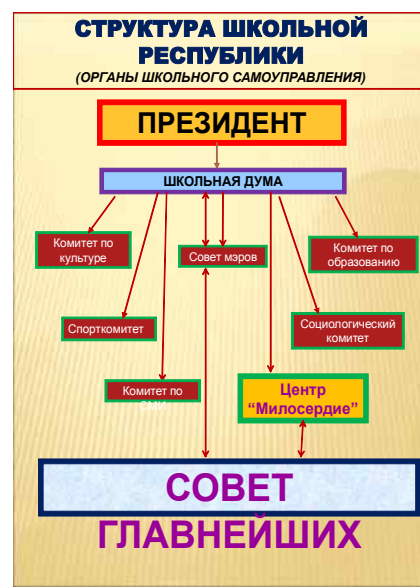 СТРУКТУРА ШКОЛЬНОЙ
РЕСПУБЛИКИ
(ОРГАНЫ ШКОЛЬНОГО САМОУПРАВЛЕНИЯ)
ПРЕЗИДЕНТ
ШКОЛЬНАЯ ДУМА
Комитет по
культуре
Совет мэров
Комитет по
образованию
Спорткомитет
Социологический
комитет
Комитет по
СМИ
Центр
“Милосердие”
СОВЕТ
ГЛАВНЕЙШИХ